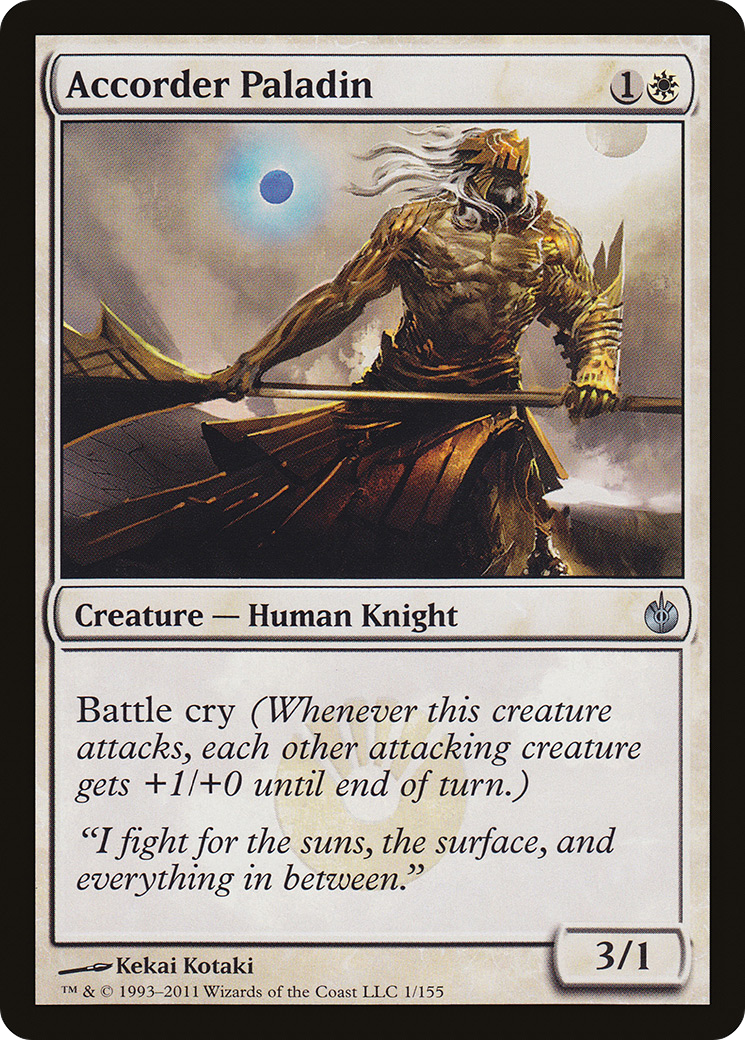 Accorder Paladin 1
Creature — Human Knight
Battle cry (Whenever this creature
attacks, each other attacking creature
gets +1/+0 until end of turn.)
“I fight for the suns, the surface, and
everything in between.”
3/1
Kekai Kotaki
™ & © 1993–2011 Wizards of the Coast LLC 1/155